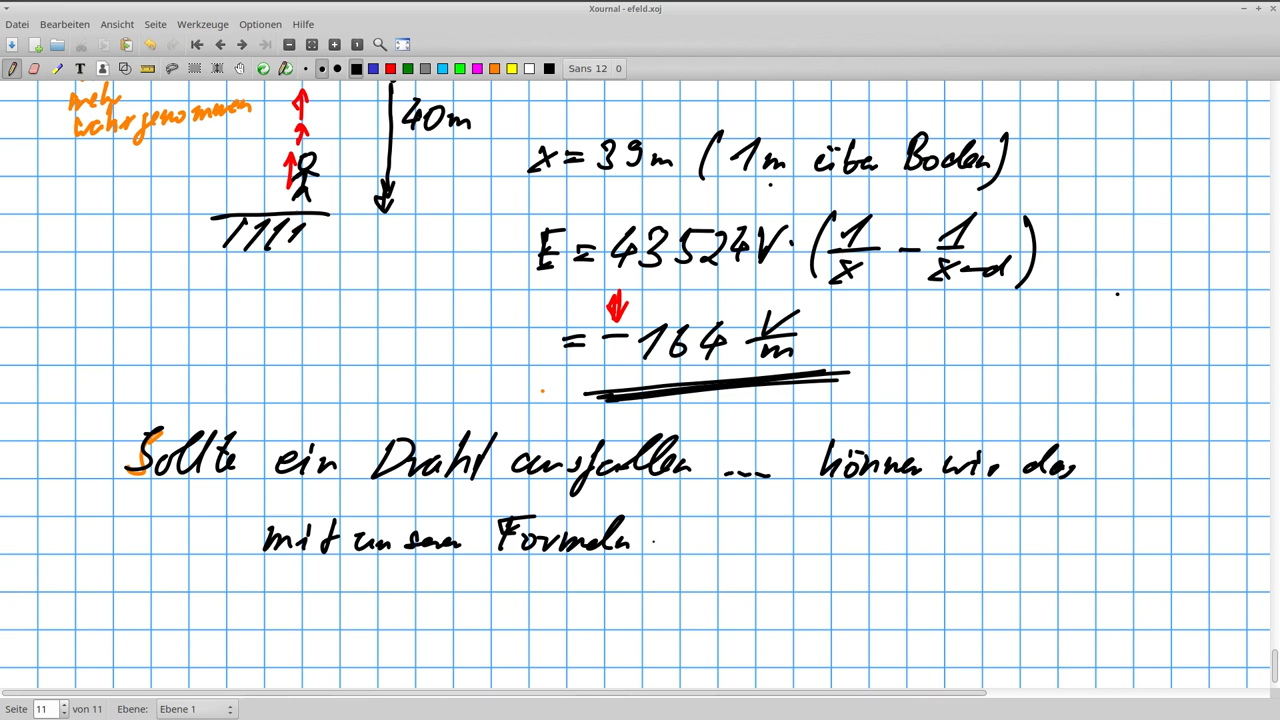 Xournal - efeld.xoj
Datei Bearbeiten Ansicht Seite Werkzeuge Optionen Hilfe
Sans 12 0
mehr
wahrgenommen
40m
x = 39m (1m über Boden)
E = 43524V · (1/x - 1/x-d)
= -164 V/m
Sollte ein Draht ausfallen ... können wir das
mit unseren Formeln
Seite 11 von 11 Ebene: Ebene 1